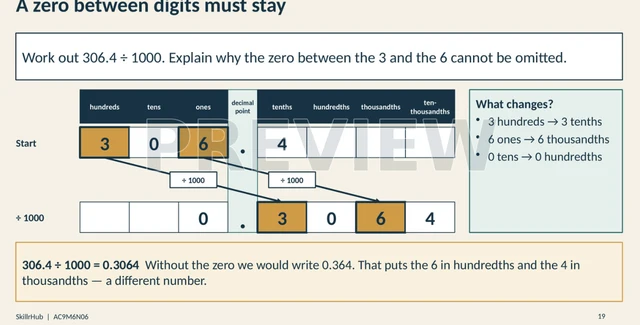 A zero between digits must stay
Work out 306.4 ÷ 1000. Explain why the zero between the 3 and the 6 cannot be omitted.
hundreds tens ones decimal point tenths hundredths thousandths ten-thousandths
Start 3 0 6 . 4
÷ 1000 ÷ 1000
÷ 1000 0 . 3 0 6 4
What changes?
• 3 hundreds → 3 tenths
• 6 ones → 6 thousandths
• 0 tens → 0 hundredths
PREVIEW
306.4 ÷ 1000 = 0.3064 Without the zero we would write 0.364. That puts the 6 in hundredths and the 4 in
thousandths — a different number.
SkillrHub | AC9M6N06
19